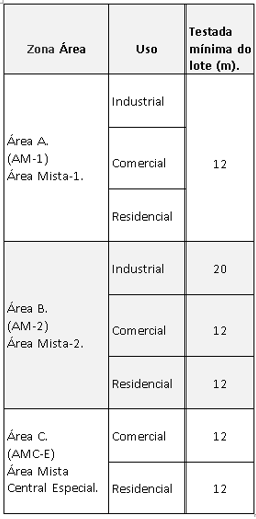 Zona Área
Uso
Testada
mínima do
lote (m).
Área A.
(AM-1)
Área Mista-1.
Industrial
Comercial
Residencial
12
Área B.
(AM-2)
Área Mista-2.
Industrial
20
Comercial
12
Residencial
12
Área C.
(AMC-E)
Área Mista
Central Especial.
Comercial
12
Residencial
12